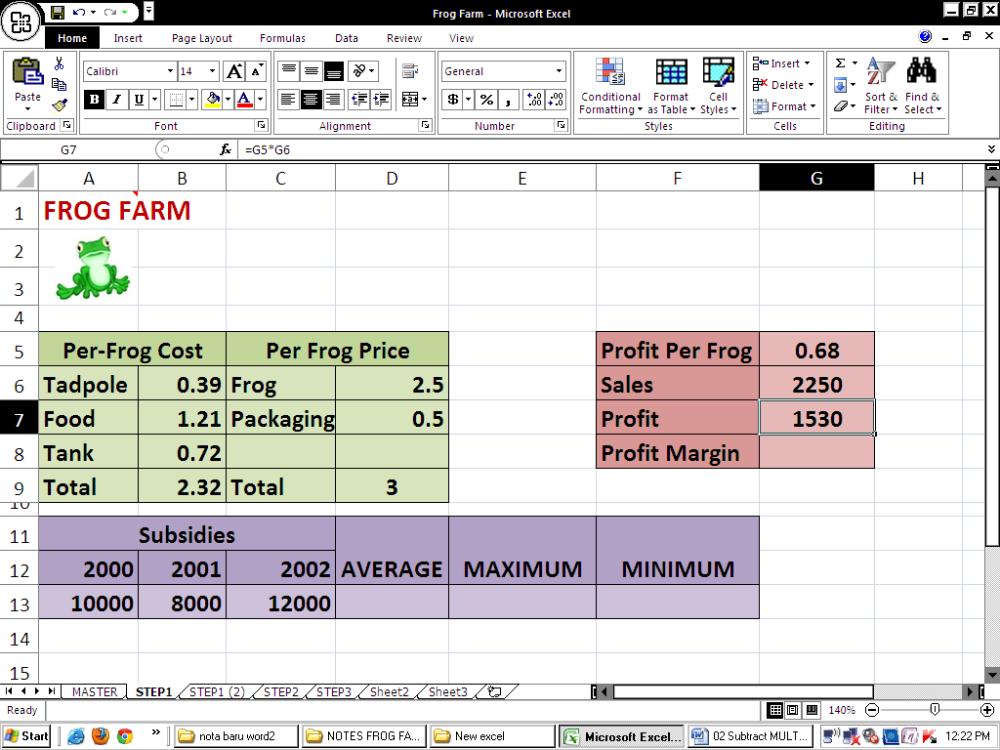 Frog Farm - Microsoft Excel
Home Insert Page Layout Formulas Data Review View
Paste
Calibri 14
B I U A
General
$ % ,
Conditional Formatting
Format as Table
Cell Styles
Insert
Delete
Format
Σ
Sort & Filter
Find & Select
Clipboard Font Alignment Number Styles Cells Editing
G7 fx =G5*G6
A B C D E F G H
1 FROG FARM
2
3
4
5 Per-Frog Cost Per Frog Price Profit Per Frog 0.68
6 Tadpole 0.39 Frog 2.5 Sales 2250
7 Food 1.21 Packaging 0.5 Profit 1530
8 Tank 0.72 Profit Margin
9 Total 2.32 Total 3
10
11 Subsidies
12 2000 2001 2002 AVERAGE MAXIMUM MINIMUM
13 10000 8000 12000
14
15
MASTER STEP1 STEP1 (2) STEP2 STEP3 Sheet2 Sheet3
Ready 140%
Start nota baru word2 NOTES FROG FA... New excel Microsoft Excel... 02 Subtract MULT... 12:22 PM